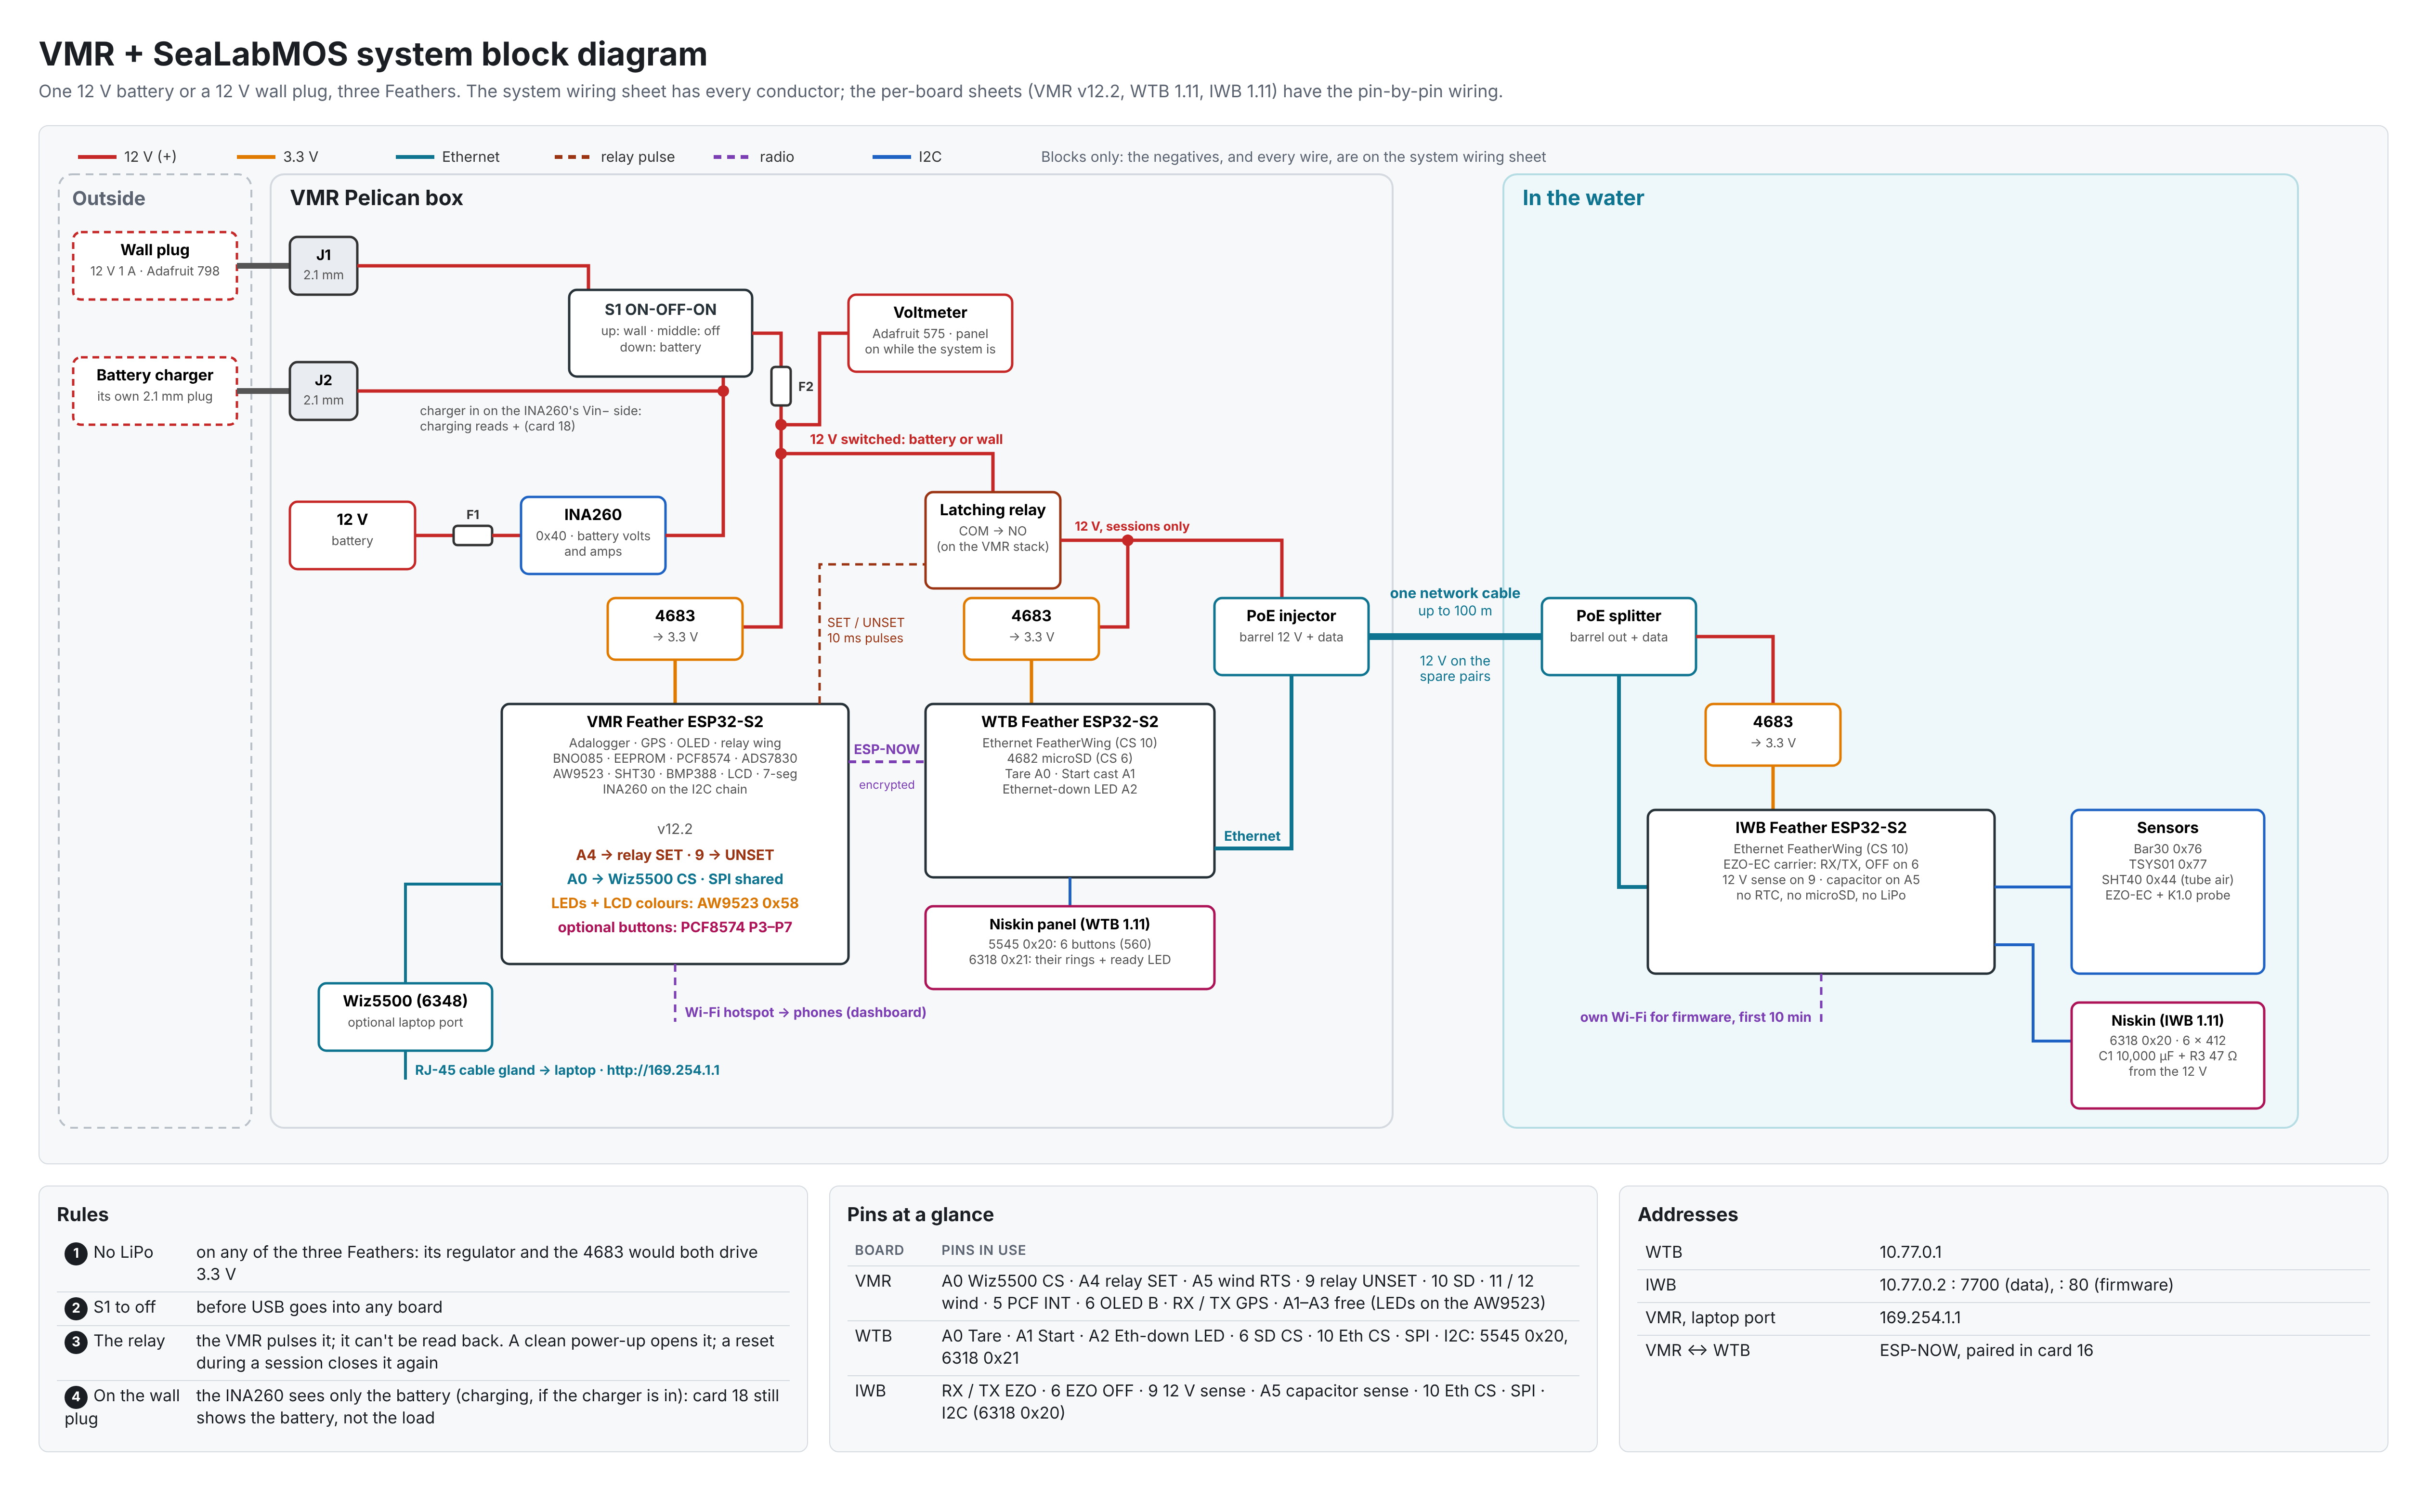 VMR + SeaLabMOS system block diagram
One 12 V battery or a 12 V wall plug, three Feathers. The system wiring sheet has every conductor; the per-board sheets (VMR v12.2, WTB 1.11, IWB 1.11) have the pin-by-pin wiring.
12 V (+)
3.3 V
Ethernet
relay pulse
radio
I2C
Blocks only: the negatives, and every wire, are on the system wiring sheet
Outside
VMR Pelican box
In the water
Wall plug
12 V 1 A · Adafruit 798
J1
2.1 mm
S1 ON-OFF-ON
up: wall · middle: off
down: battery
Voltmeter
Adafruit 575 · panel
on while the system is
Battery charger
its own 2.1 mm plug
J2
2.1 mm
F2
charger in on the INA260's Vin− side:
charging reads + (card 18)
12 V switched: battery or wall
12 V
battery
F1
INA260
0x40 · battery volts
and amps
Latching relay
COM → NO
(on the VMR stack)
12 V, sessions only
4683
→ 3.3 V
SET / UNSET
10 ms pulses
4683
→ 3.3 V
PoE injector
barrel 12 V + data
one network cable
up to 100 m
12 V on the
spare pairs
PoE splitter
barrel out + data
4683
→ 3.3 V
VMR Feather ESP32-S2
Adalogger · GPS · OLED · relay wing
BNO085 · EEPROM · PCF8574 · ADS7830
AW9523 · SHT30 · BMP388 · LCD · 7-seg
INA260 on the I2C chain
v12.2
A4 → relay SET · 9 → UNSET
A0 → Wiz5500 CS · SPI shared
LEDs + LCD colours: AW9523 0x58
optional buttons: PCF8574 P3–P7
ESP-NOW
encrypted
WTB Feather ESP32-S2
Ethernet FeatherWing (CS 10)
4682 microSD (CS 6)
Tare A0 · Start cast A1
Ethernet-down LED A2
Ethernet
Niskin panel (WTB 1.11)
5545 0x20: 6 buttons (560)
6318 0x21: their rings + ready LED
Wiz5500 (6348)
optional laptop port
Wi-Fi hotspot → phones (dashboard)
RJ-45 cable gland → laptop · http://169.254.1.1
IWB Feather ESP32-S2
Ethernet FeatherWing (CS 10)
EZO-EC carrier: RX/TX, OFF on 6
12 V sense on 9 · capacitor on A5
no RTC, no microSD, no LiPo
Sensors
Bar30 0x76
TSYS01 0x77
SHT40 0x44 (tube air)
EZO-EC + K1.0 probe
own Wi-Fi for firmware, first 10 min
Niskin (IWB 1.11)
6318 0x20 · 6 × 412
C1 10,000 µF + R3 47 Ω
from the 12 V
Rules
1 No LiPo on any of the three Feathers: its regulator and the 4683 would both drive
3.3 V
2 S1 to off before USB goes into any board
3 The relay the VMR pulses it; it can't be read back. A clean power-up opens it; a reset
during a session closes it again
4 On the wall the INA260 sees only the battery (charging, if the charger is in): card 18 still
plug shows the battery, not the load
Pins at a glance
BOARD PINS IN USE
VMR A0 Wiz5500 CS · A4 relay SET · A5 wind RTS · 9 relay UNSET · 10 SD · 11 / 12
wind · 5 PCF INT · 6 OLED B · RX / TX GPS · A1–A3 free (LEDs on the AW9523)
WTB A0 Tare · A1 Start · A2 Eth-down LED · 6 SD CS · 10 Eth CS · SPI · I2C: 5545 0x20,
6318 0x21
IWB RX / TX EZO · 6 EZO OFF · 9 12 V sense · A5 capacitor sense · 10 Eth CS · SPI ·
I2C (6318 0x20)
Addresses
WTB 10.77.0.1
IWB 10.77.0.2 : 7700 (data), : 80 (firmware)
VMR, laptop port 169.254.1.1
VMR ↔ WTB ESP-NOW, paired in card 16